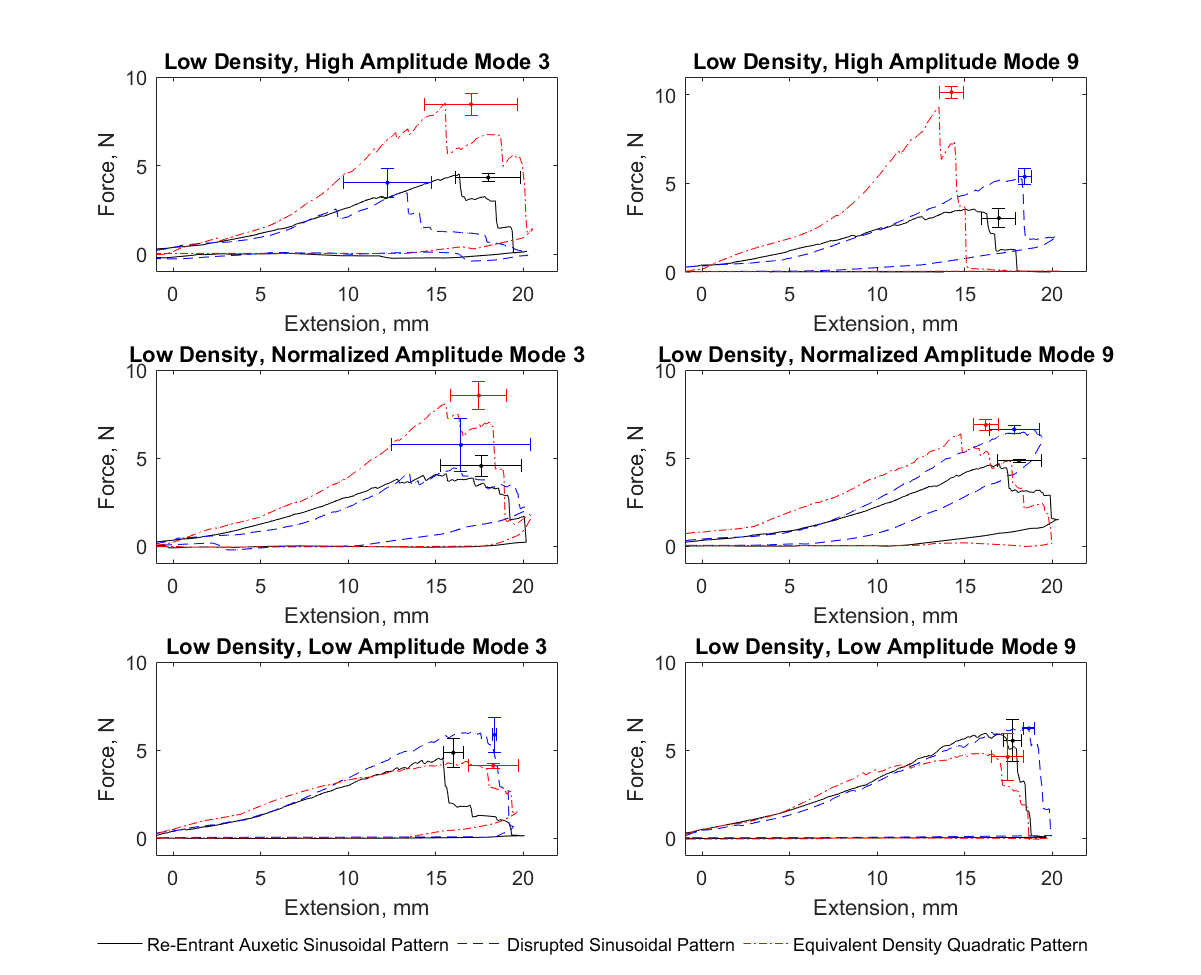 Low Density, High Amplitude Mode 3
10
5
0
Force, N
0 5 10 15 20
Extension, mm
Low Density, High Amplitude Mode 9
10
5
0
Force, N
0 5 10 15 20
Extension, mm
Low Density, Normalized Amplitude Mode 3
10
5
0
Force, N
0 5 10 15 20
Extension, mm
Low Density, Normalized Amplitude Mode 9
10
5
0
Force, N
0 5 10 15 20
Extension, mm
Low Density, Low Amplitude Mode 3
10
5
0
Force, N
0 5 10 15 20
Extension, mm
Low Density, Low Amplitude Mode 9
10
5
0
Force, N
0 5 10 15 20
Extension, mm
Re-Entrant Auxetic Sinusoidal Pattern Disrupted Sinusoidal Pattern Equivalent Density Quadratic Pattern